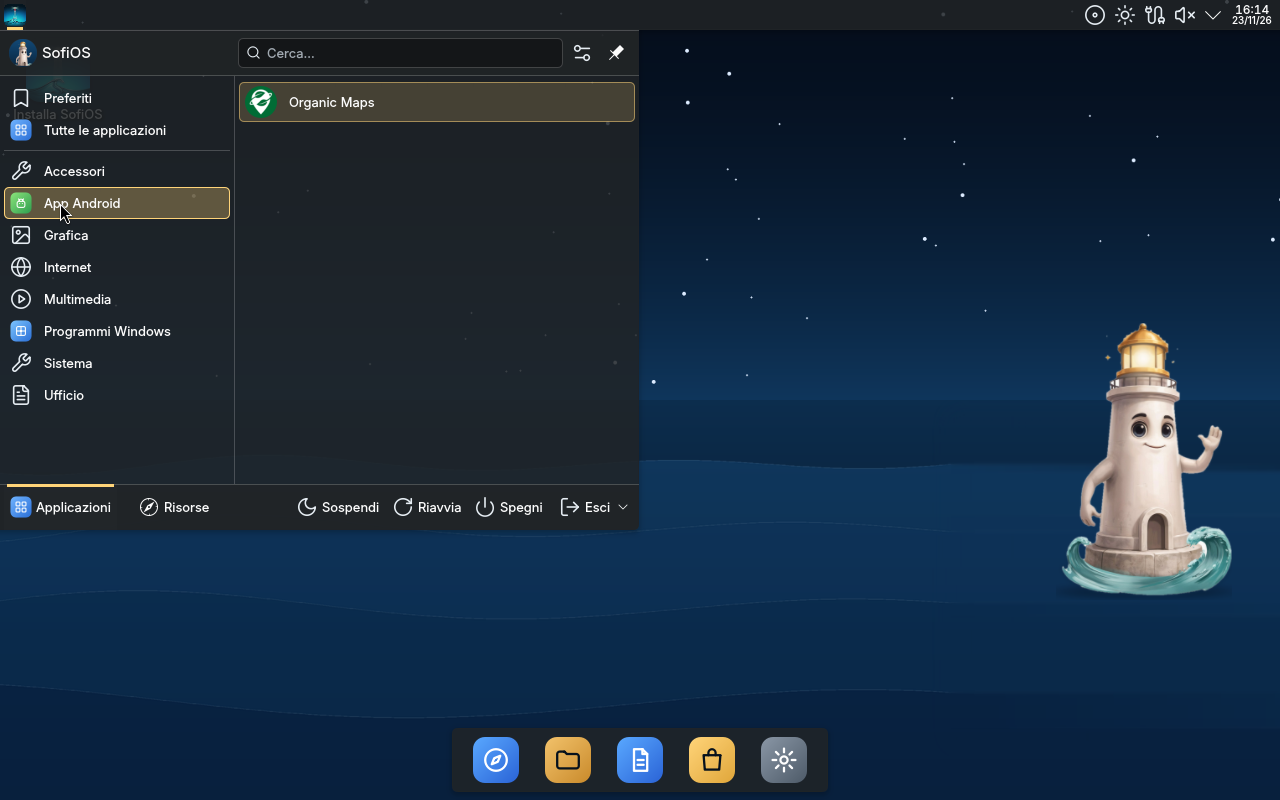 16:14
23/11/26
SofiOS
Cerca...
Preferiti
Installa SofiOS
Tutte le applicazioni
Accessori
App Android
Grafica
Internet
Multimedia
Programmi Windows
Sistema
Ufficio
Organic Maps
Applicazioni
Risorse
Sospendi
Riavvia
Spegni
Esci